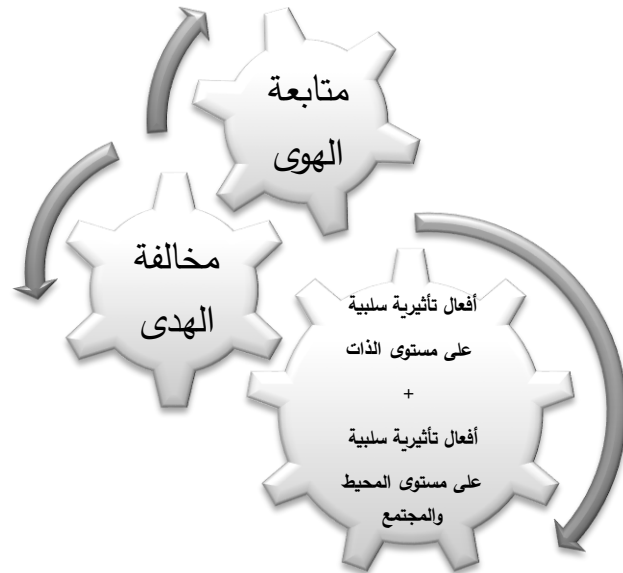 متابعة
الهوى
مخالفة
الهدى
أفعال تأثيرية سلبية
على مستوى الذات
+
أفعال تأثيرية سلبية
على مستوى المحيط
والمجتمع